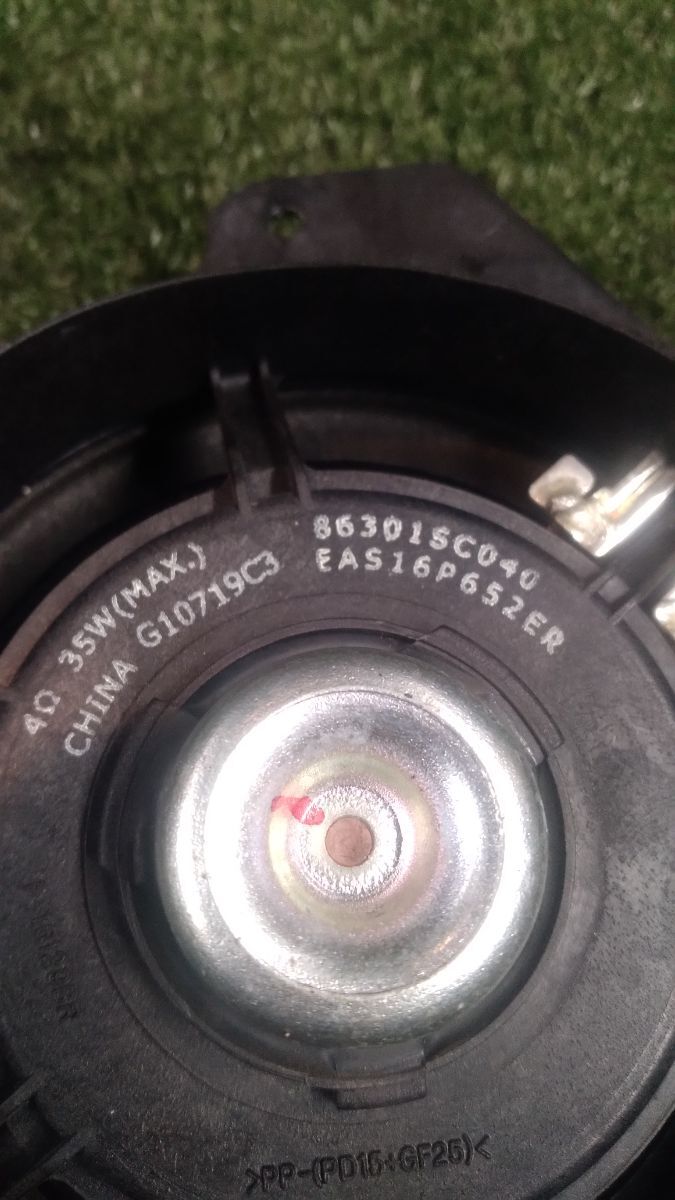 4Ω 35W(MAX.)
CHINA G10719C3
86301SC040
EAS16P652ER
>PP-(PD15+GF25)<